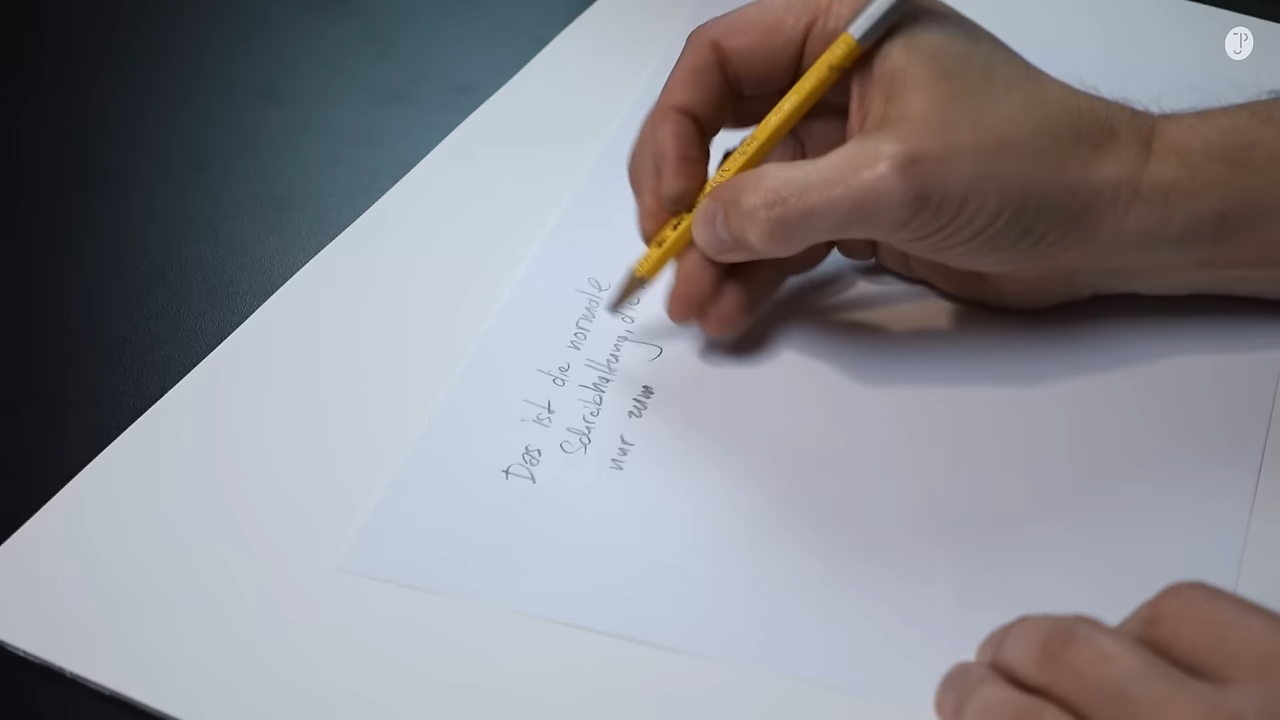 Das ist die normale
Schreibhaltung, die
nur zum